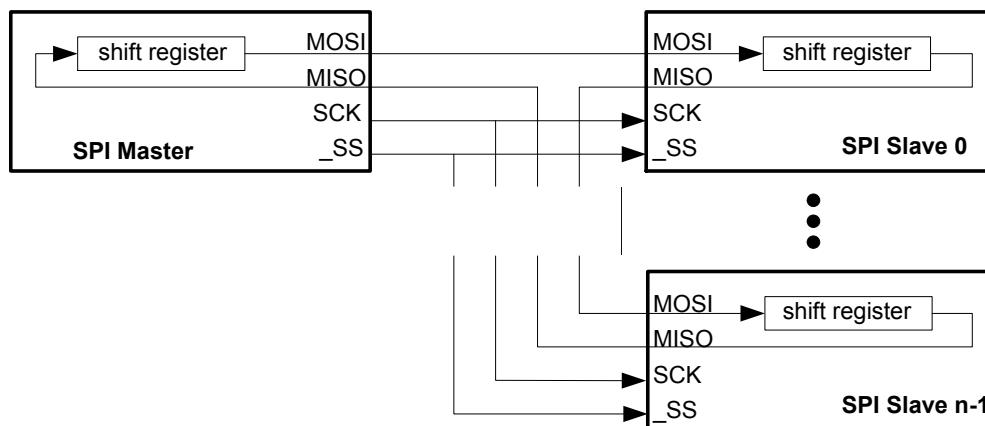 shift register
MOSI
MISO
SCK
_SS
SPI Master
MOSI
shift register
MISO
SCK
_SS
SPI Slave 0
MOSI
shift register
MISO
SCK
_SS
SPI Slave n-1